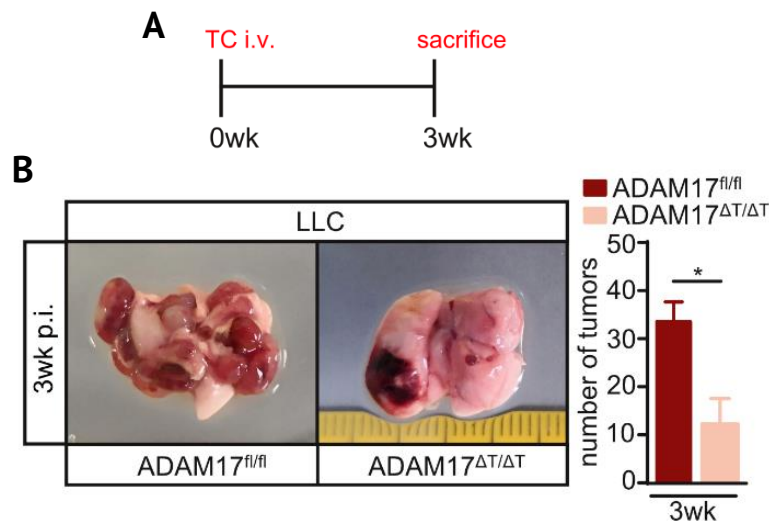 A
TC i.v. sacrifice
0wk 3wk
B
LLC
3wk p.i.
ADAM17fl/fl ADAM17ΔT/ΔT
ADAM17fl/fl
ADAM17ΔT/ΔT
number of tumors
50
40
30
20
10
0
*
3wk